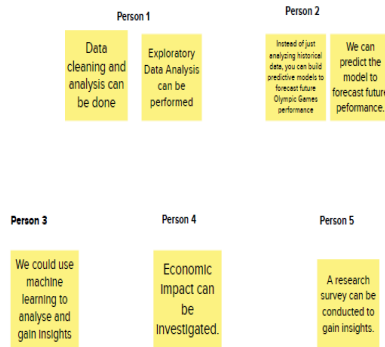 Person 1
Data
cleaning and
analysis can
be done
Exploratory
Data Analysis
can be
performed
Person 2
Instead of just
analyzing historical
data, you can build
predictive models to
forecast future
Olympic Games
performance
We can
predict the
model to
forecast future
peformance.
Person 3
We could use
machine
learning to
analyse and
gain insights
Person 4
Economic
impact can
be
investigated.
Person 5
A research
survey can be
conducted to
gain insights.